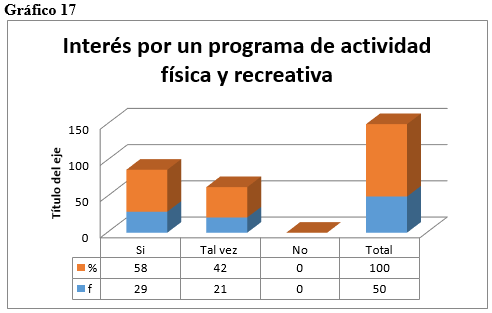 Gráfico 17
Interés por un programa de actividad
física y recreativa
Título del eje
150
100
50
0
Si Tal vez No Total
% 58 42 0 100
f 29 21 0 50